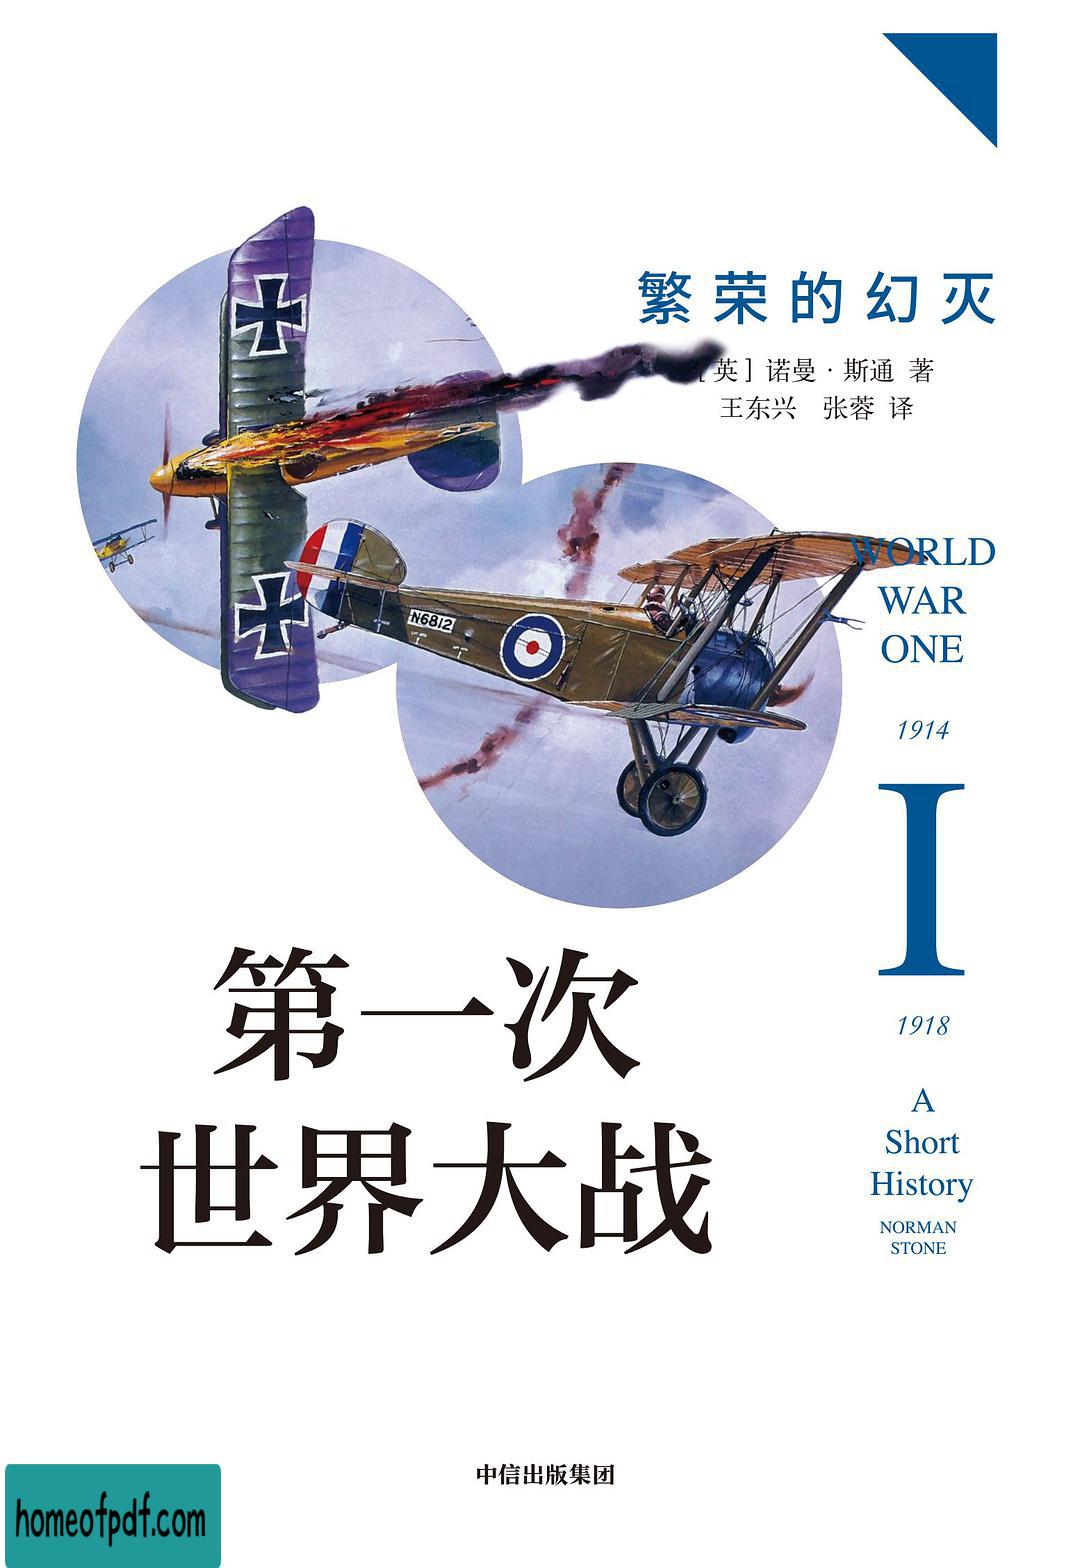 繁荣的幻灭
[英] 诺曼·斯通 著
王东兴 张蓉 译
WORLD
WAR
ONE
1914
I
1918
A
Short
History
NORMAN
STONE
N6812
第一次
世界大战
中信出版集团
homeofpdf.com